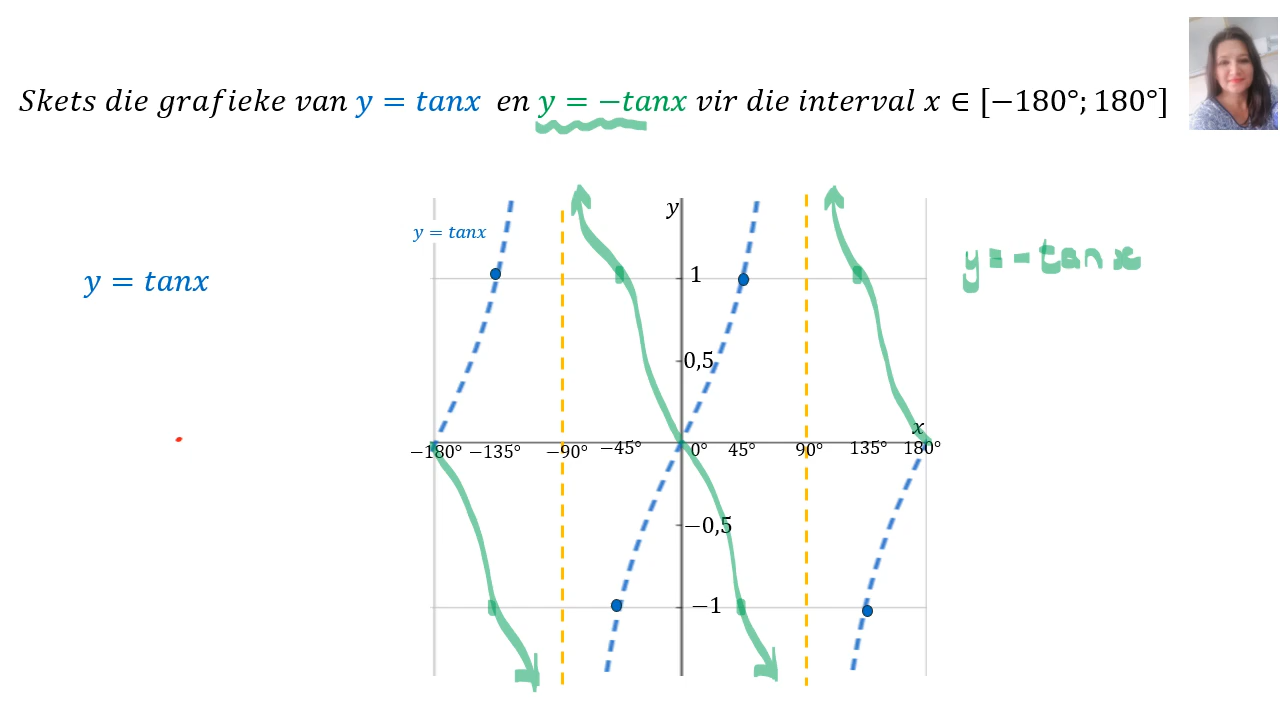 Skets die grafieke van y = tanx en y = −tanx vir die interval x ∈ [−180°; 180°]
y
y = tanx
y = − tan x
y = tanx
1
0,5
x
−180° −135° −90° −45° 0° 45° 90° 135° 180°
−0,5
−1